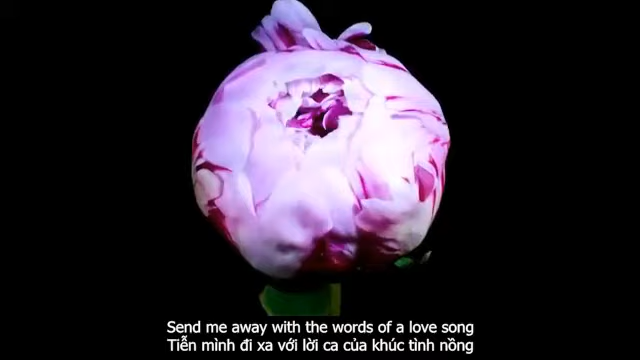 Send me away with the words of a love song
Tiễn mình đi xa với lời ca của khúc tình nồng